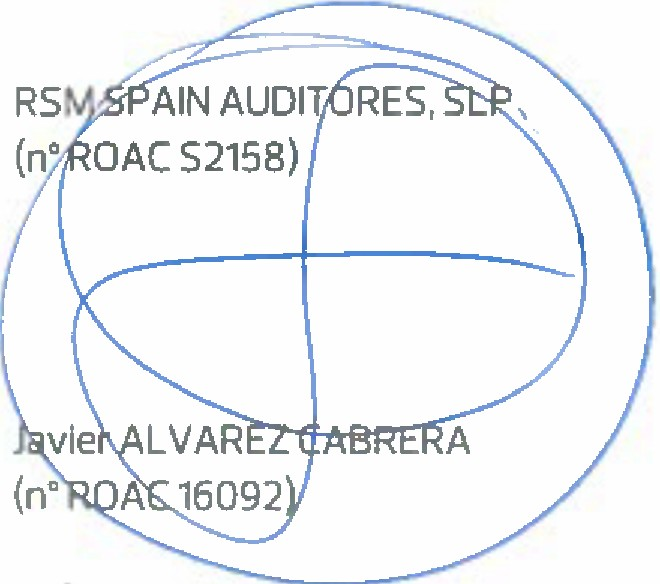 RSM SPAIN AUDITORES, SLP
(nº ROAC S2158)
Javier ALVAREZ CABRERA
(nº ROAC 16092)